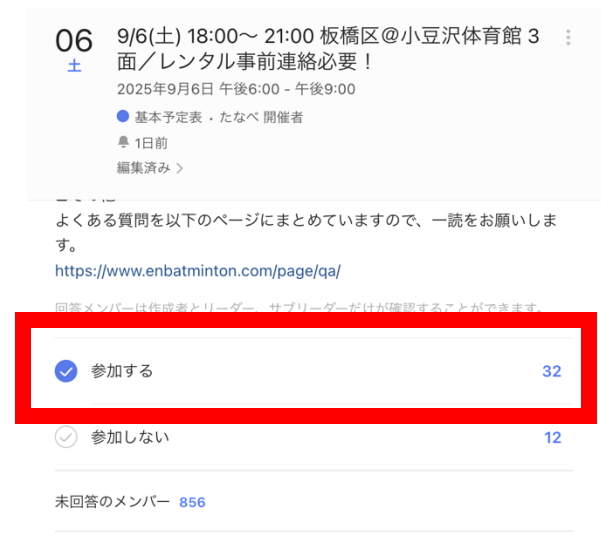 06
土
9/6(土) 18:00〜 21:00 板橋区＠小豆沢体育館 3
面／レンタル事前連絡必要！
2025年9月6日 午後6:00 - 午後9:00
基本予定表 • たなべ 開催者
1日前
編集済み >
よくある質問を以下のページにまとめていますので、一読をお願いしま
す。
https://www.enbatminton.com/page/qa/
回答メンバーは作成者とリーダー、サブリーダーだけが確認することができます。
参加する 32
参加しない 12
未回答のメンバー 856